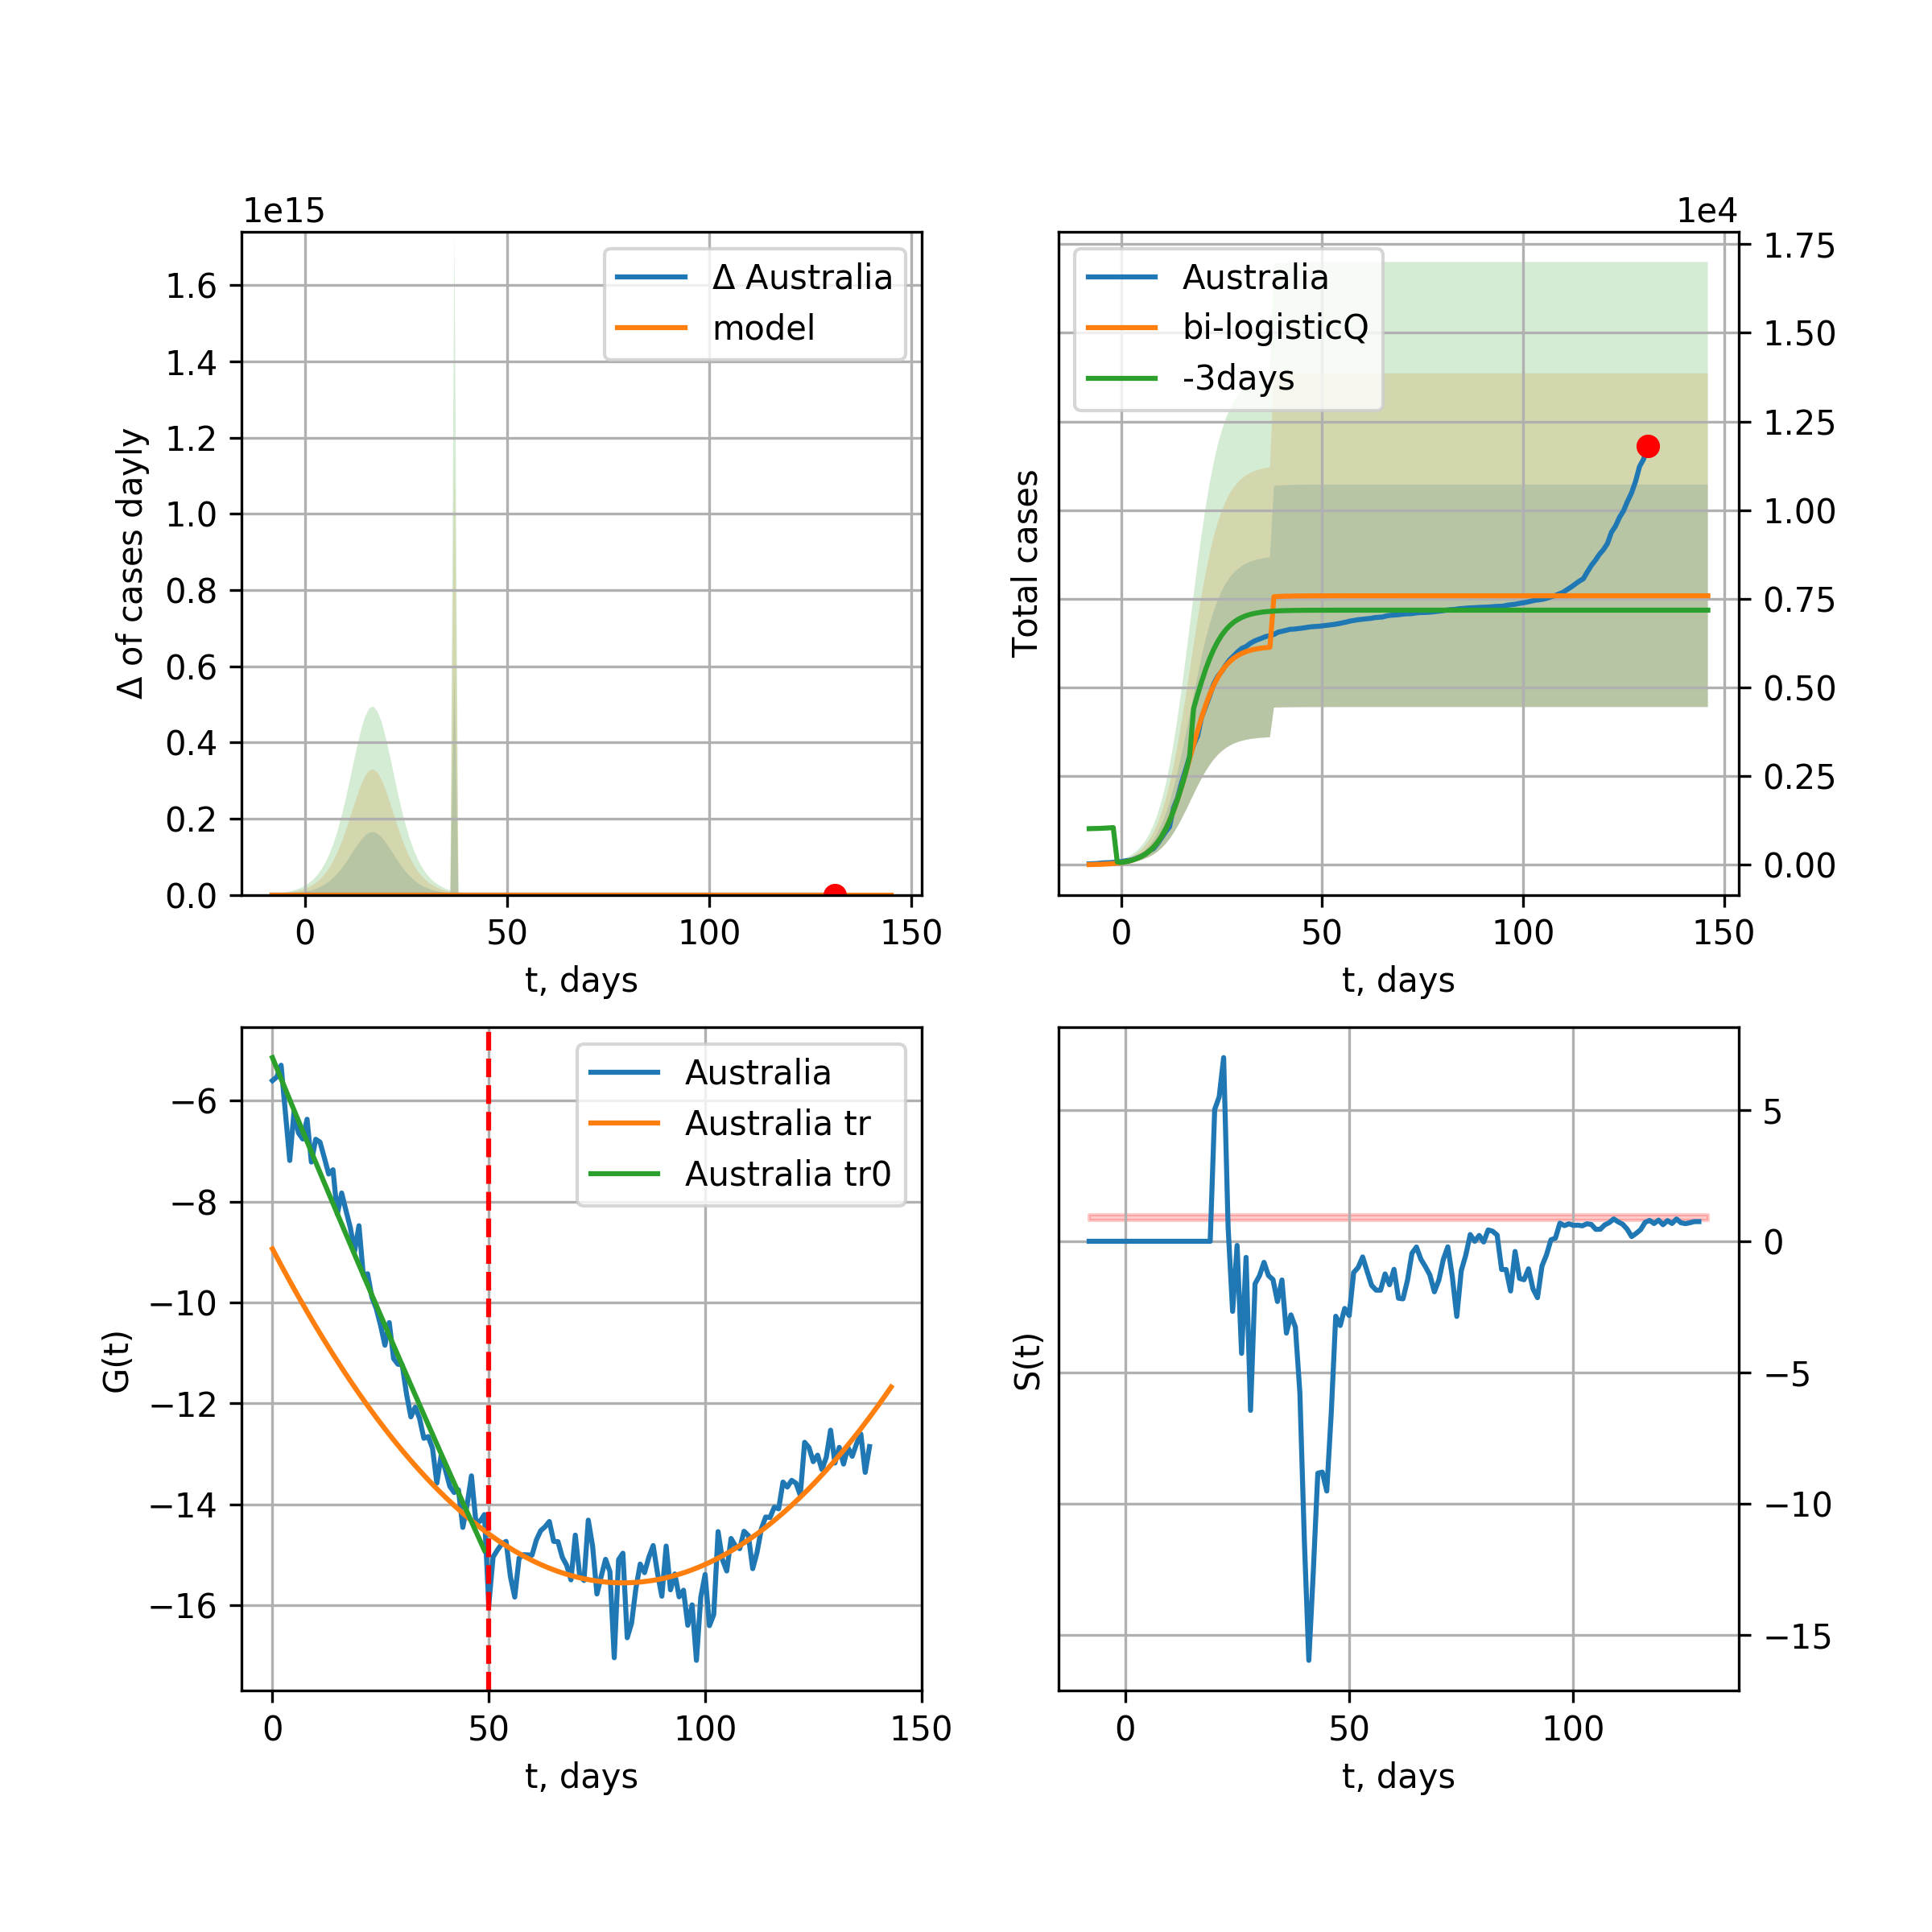 1e15
Δ of cases dayly
1.6
1.4
1.2
1.0
0.8
0.6
0.4
0.2
0.0
0 50 100 150
t, days
Δ Australia
model
1e4
Total cases
1.75
1.50
1.25
1.00
0.75
0.50
0.25
0.00
0 50 100 150
t, days
Australia
bi-logisticQ
-3days
G(t)
−6
−8
−10
−12
−14
−16
0 50 100 150
t, days
Australia
Australia tr
Australia tr0
S(t)
5
0
−5
−10
−15
0 50 100
t, days